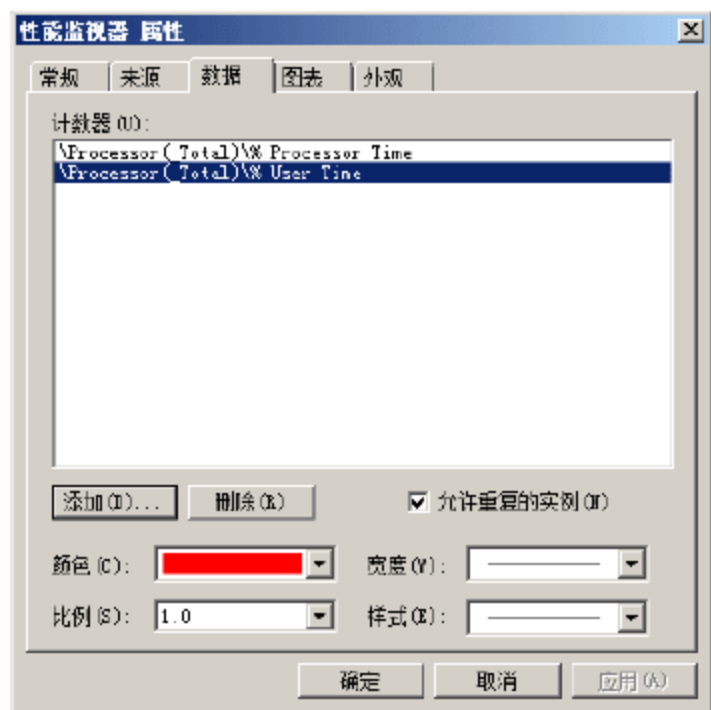 性能监视器 属性
常规 来源 数据 图表 外观
计数器(U):
\Processor(_Total)\% Processor Time
\Processor(_Total)\% User Time
添加(D)... 删除(R) 允许重复的实例(N)
颜色(C): 宽度(W):
比例(S): 1.0 样式(E):
确定 取消 应用(A)